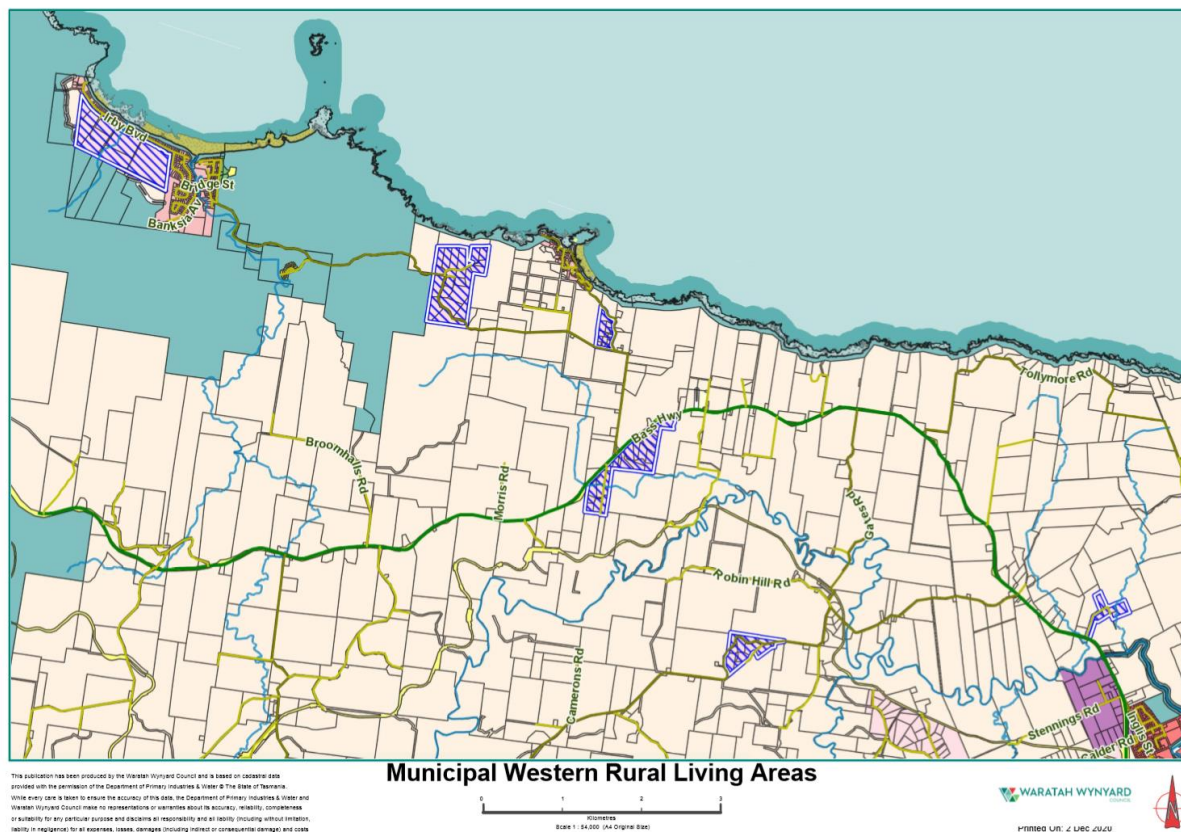 Irby Bvd
Bridge St
Banksia Av
Tollymore Rd
Bass Hwy
Broomhalls Rd
Morris Rd
Gates Rd
Robin Hill Rd
Camerons Rd
Stennings Rd
Calder Rd
Inglis St
Municipal Western Rural Living Areas
This publication has been produced by the Waratah Wynyard Council and is based on cadastral data
provided with the permission of the Department of Primary Industries & Water © The State of Tasmania.
While every care is taken to ensure the accuracy of this data, the Department of Primary Industries & Water and
Waratah Wynyard Council make no representations or warranties about its accuracy, reliability, completeness
or suitability for any particular purpose and disclaims all responsibility and all liability (including without limitation,
liability in negligence) for all expenses, losses, damages (including indirect or consequential damage) and costs
0 1 2 3
Kilometres
Scale 1 : 54,000 (A4 Original Size)
WARATAH WYNYARD
COUNCIL
Printed On: 2 Dec 2020